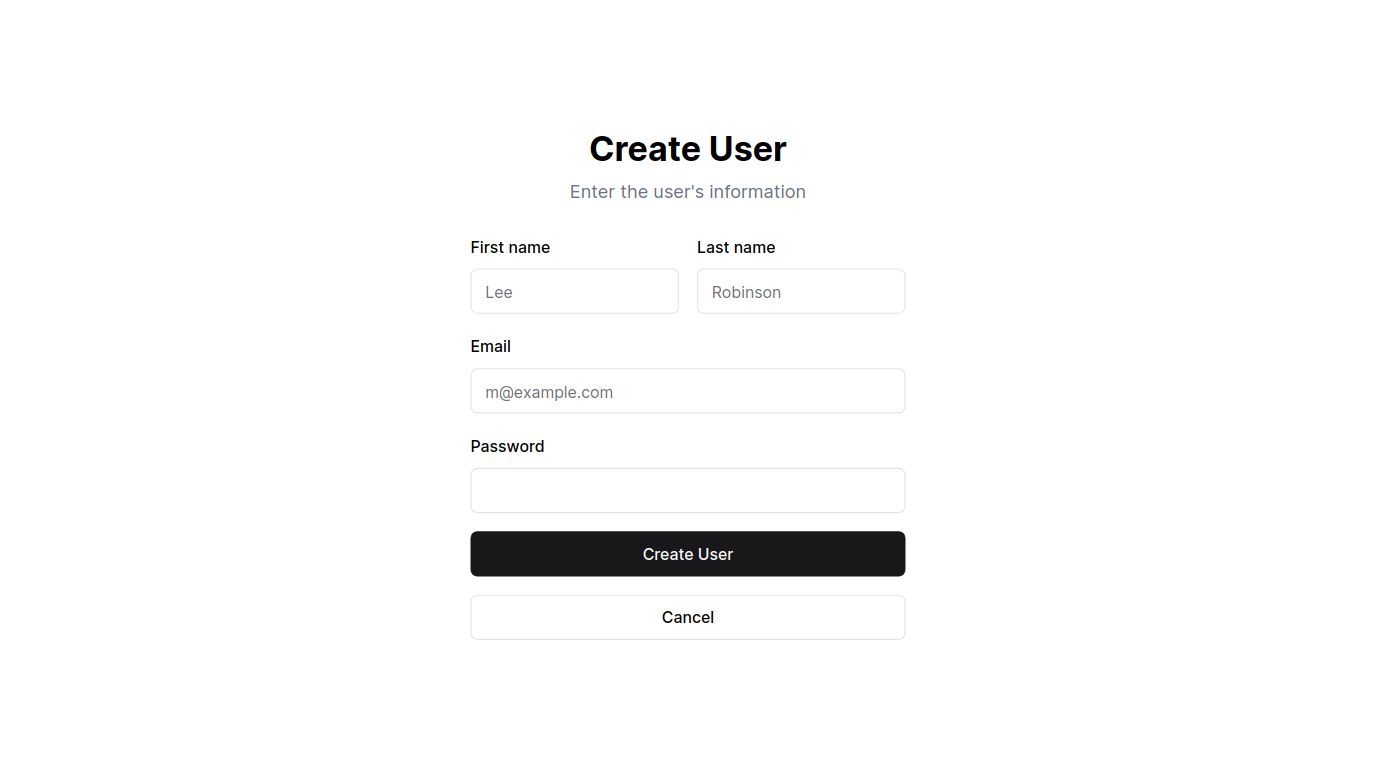 Create User
Enter the user's information
First name
Last name
Lee
Robinson
Email
m@example.com
Password
Create User
Cancel